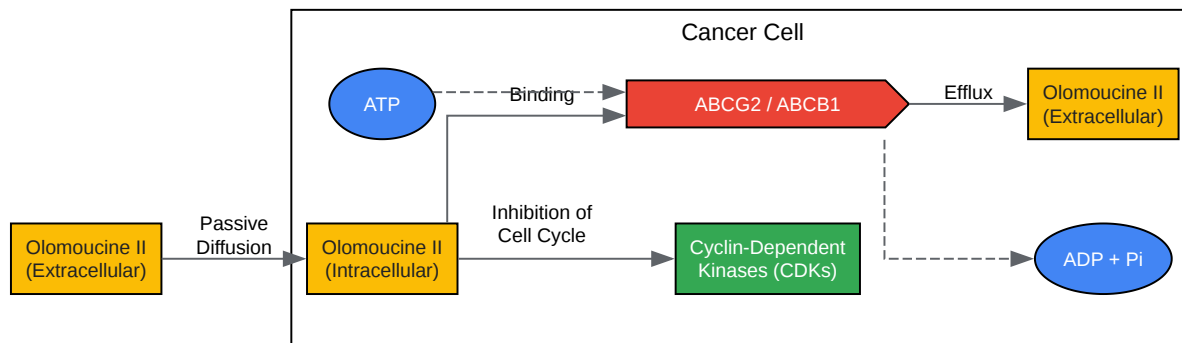 Cancer Cell
ATP
Binding
ABCG2 / ABCB1
Efflux
Olomoucine II
(Extracellular)
Olomoucine II
(Extracellular)
Passive
Diffusion
Olomoucine II
(Intracellular)
Inhibition of
Cell Cycle
Cyclin-Dependent
Kinases (CDKs)
ADP + Pi